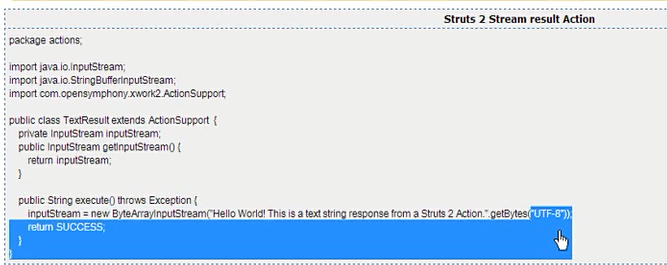 Struts 2 Stream result Action
package actions;
import java.io.InputStream;
import java.io.StringBufferInputStream;
import com.opensymphony.xwork2.ActionSupport;
public class TextResult extends ActionSupport {
private InputStream inputStream;
public InputStream getInputStream() {
return inputStream;
}
public String execute() throws Exception {
inputStream = new ByteArrayInputStream("Hello World! This is a text string response from a Struts 2 Action.".getBytes("UTF-8"));
return SUCCESS;
}
}